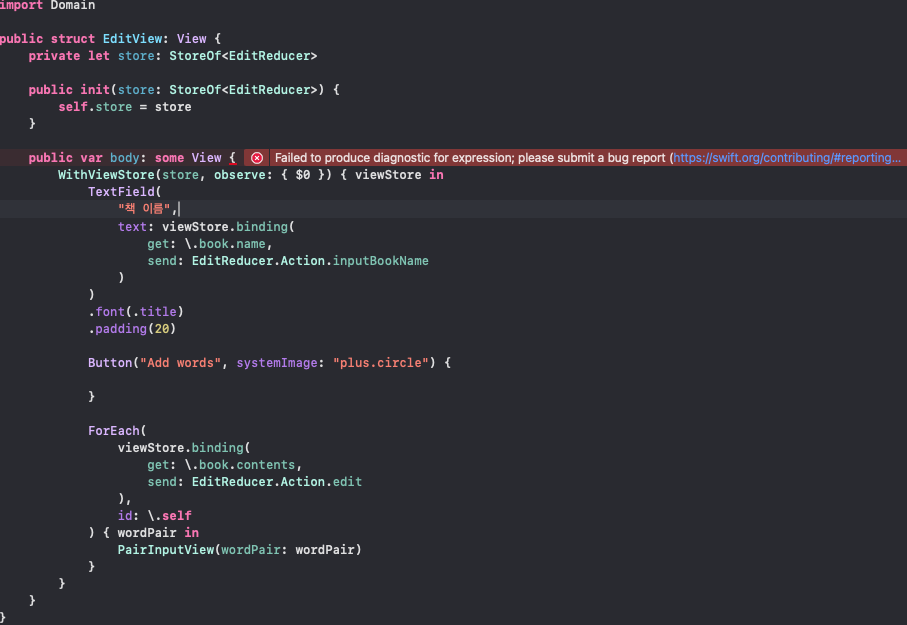 import Domain
public struct EditView: View {
    private let store: StoreOf<EditReducer>
    public init(store: StoreOf<EditReducer>) {
        self.store = store
    }
    public var body: some View { Failed to produce diagnostic for expression; please submit a bug report (https://swift.org/contributing/#reporting...
        WithViewStore(store, observe: { $0 }) { viewStore in
            TextField(
                "책 이름",
                text: viewStore.binding(
                    get: \.book.name,
                    send: EditReducer.Action.inputBookName
                )
            )
            .font(.title)
            .padding(20)
            Button("Add words", systemImage: "plus.circle") {
            }
            ForEach(
                viewStore.binding(
                    get: \.book.contents,
                    send: EditReducer.Action.edit
                ),
                id: \.self
            ) { wordPair in
                PairInputView(wordPair: wordPair)
            }
        }
    }
}